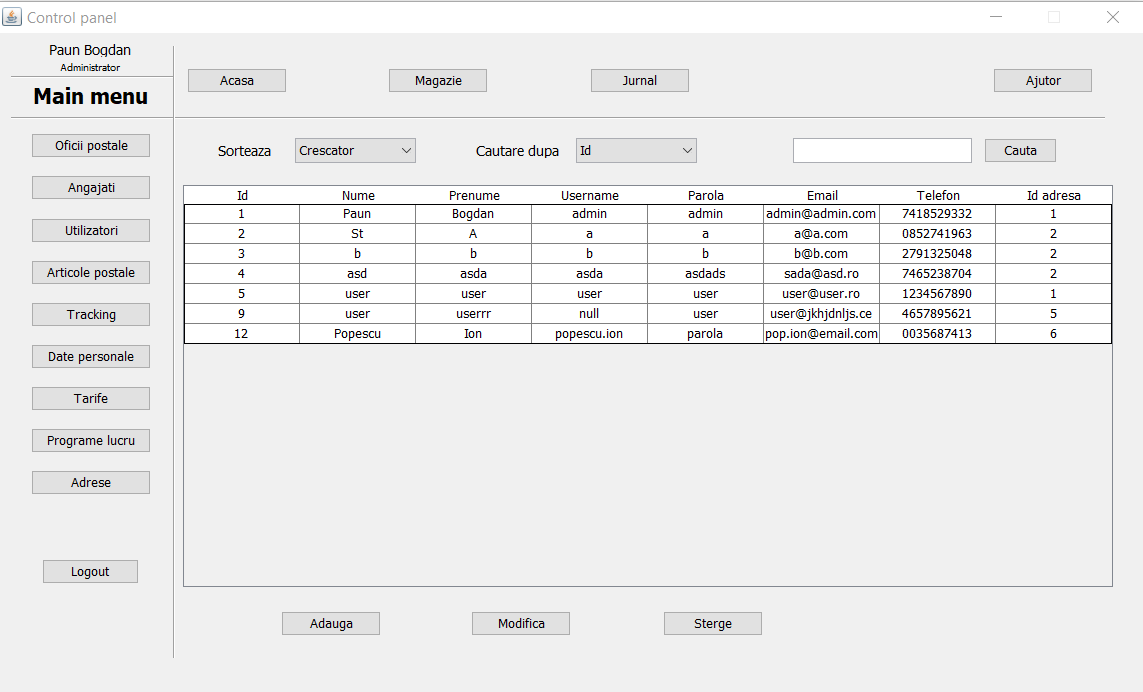 Control panel
Paun Bogdan
Administrator
Main menu
Acasa Magazie Jurnal Ajutor
Oficii postale
Angajati
Utilizatori
Articole postale
Tracking
Date personale
Tarife
Programe lucru
Adrese
Logout
Sorteaza Crescator Cautare dupa Id Cauta
Id Nume Prenume Username Parola Email Telefon Id adresa
1 Paun Bogdan admin admin admin@admin.com 7418529332 1
2 St A a a a@a.com 0852741963 2
3 b b b b b@b.com 2791325048 2
4 asd asda asda asdads sada@asd.ro 7465238704 2
5 user user user user user@user.ro 1234567890 1
9 user userrr null user user@jkhjdnljs.ce 4657895621 5
12 Popescu Ion popescu.ion parola pop.ion@email.com 0035687413 6
Adauga Modifica Sterge